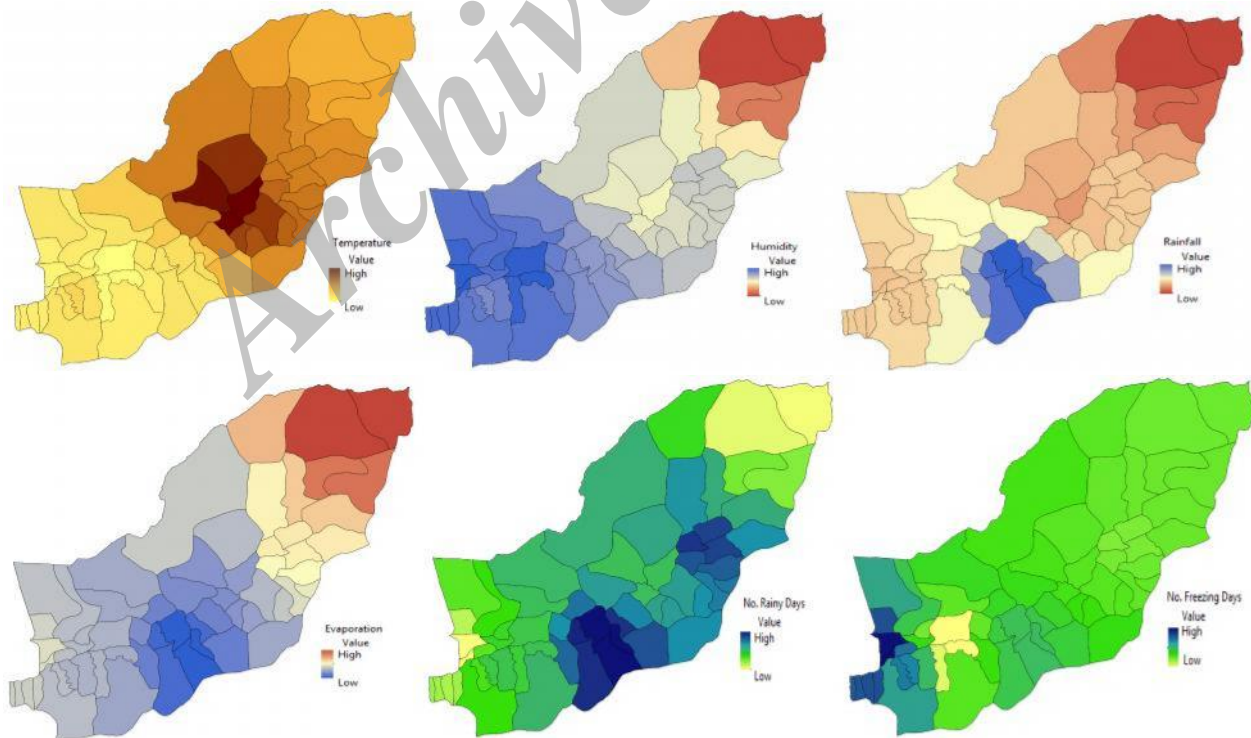 Archive
Temperature
Value
High
Low
Humidity
Value
High
Low
Rainfall
Value
High
Low
Evaporation
Value
High
Low
No. Rainy Days
Value
High
Low
No. Freezing Days
Value
High
Low